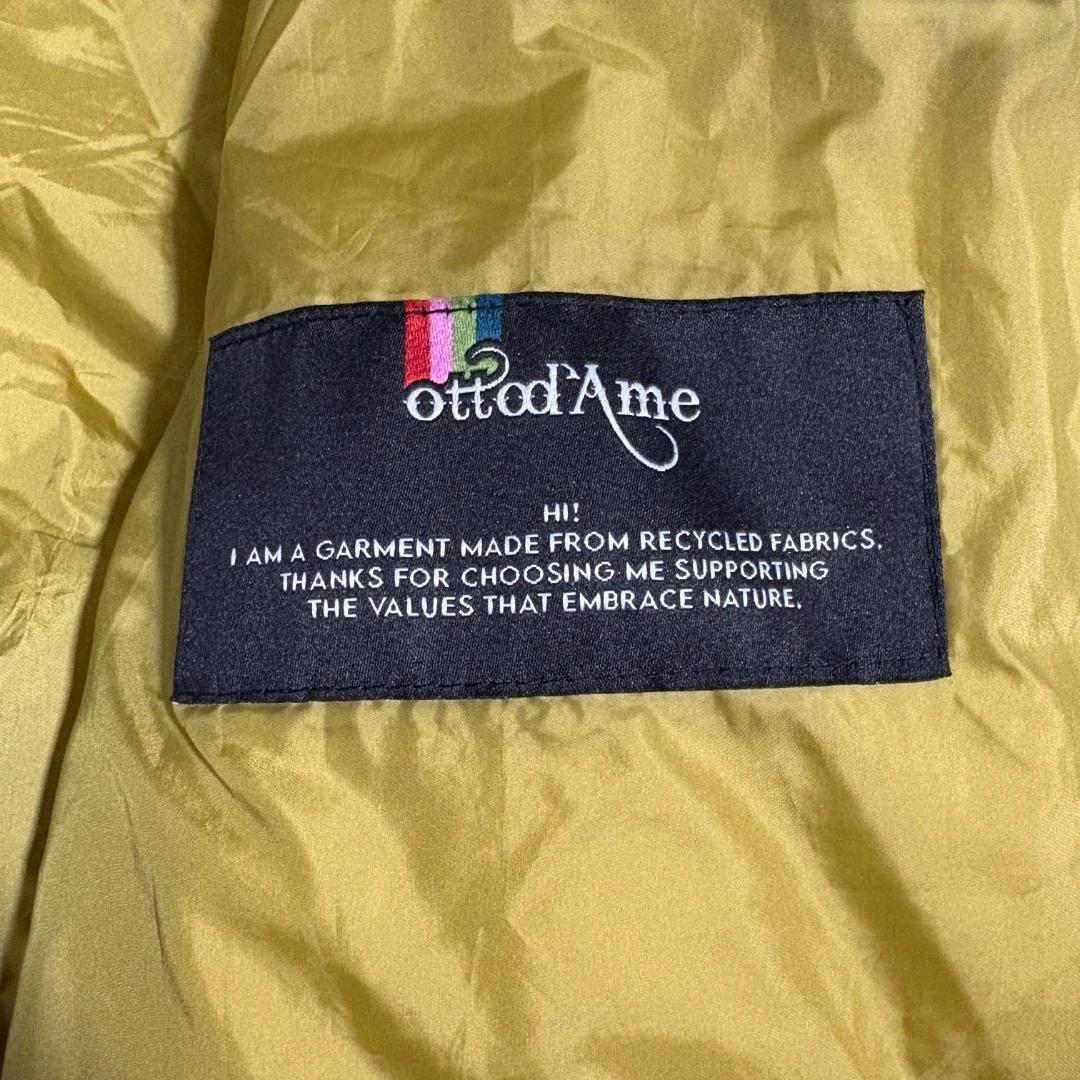 ottod'Ame
HI!
I AM A GARMENT MADE FROM RECYCLED FABRICS.
THANKS FOR CHOOSING ME SUPPORTING
THE VALUES THAT EMBRACE NATURE.